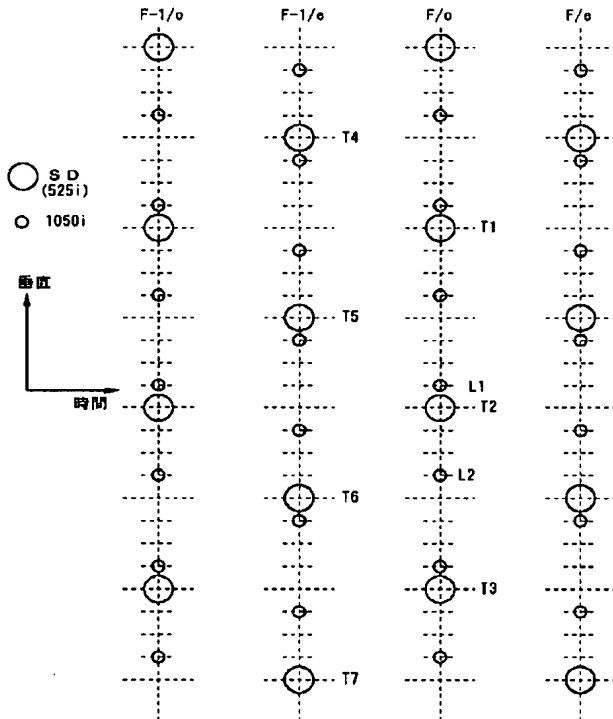 F-1/o F-1/e F/o F/e
T4
SD
(525i)
1050i
T1
垂直
T5
時間
L1
T2
L2
T6
T3
T7